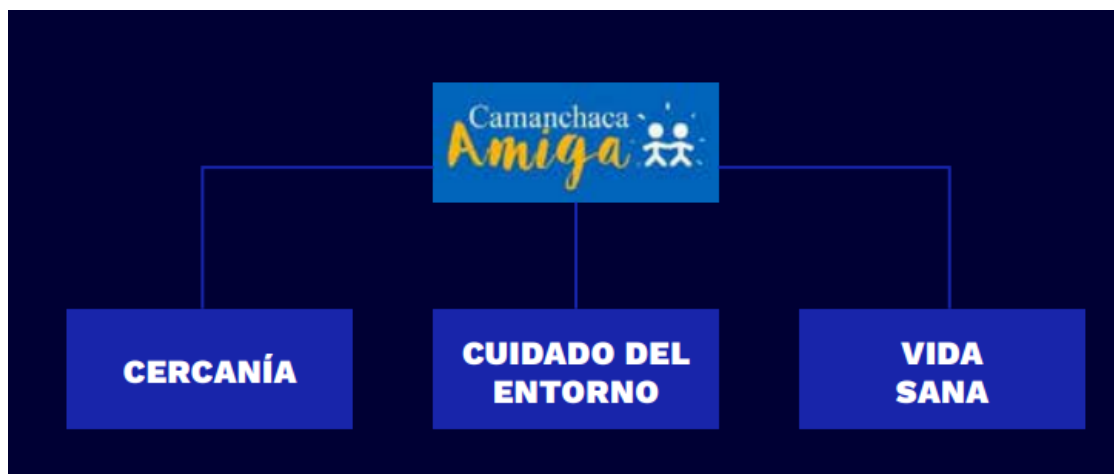 Camanchaca
Amiga
CERCANÍA
CUIDADO DEL
ENTORNO
VIDA
SANA